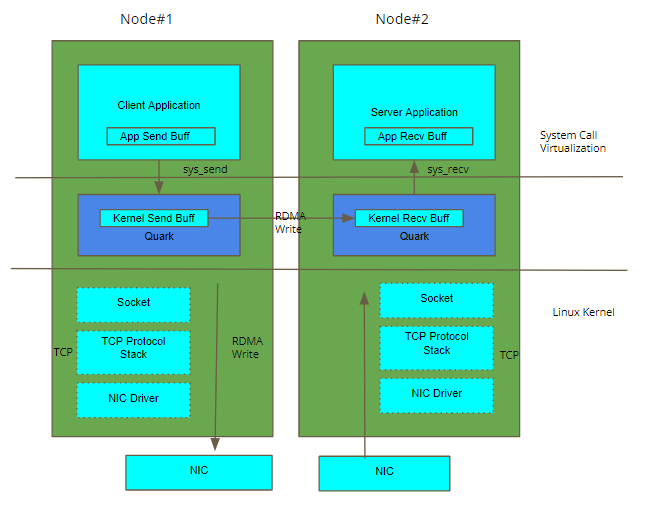 Node#1
Node#2
Client Application
App Send Buff
Server Application
App Recv Buff
System Call
Virtualization
sys_send
sys_recv
Kernel Send Buff
Quark
RDMA
Write
Kernel Recv Buff
Quark
Socket
TCP Protocol
Stack
NIC Driver
TCP
RDMA
Write
Socket
TCP Protocol
Stack
NIC Driver
TCP
Linux Kernel
NIC
NIC